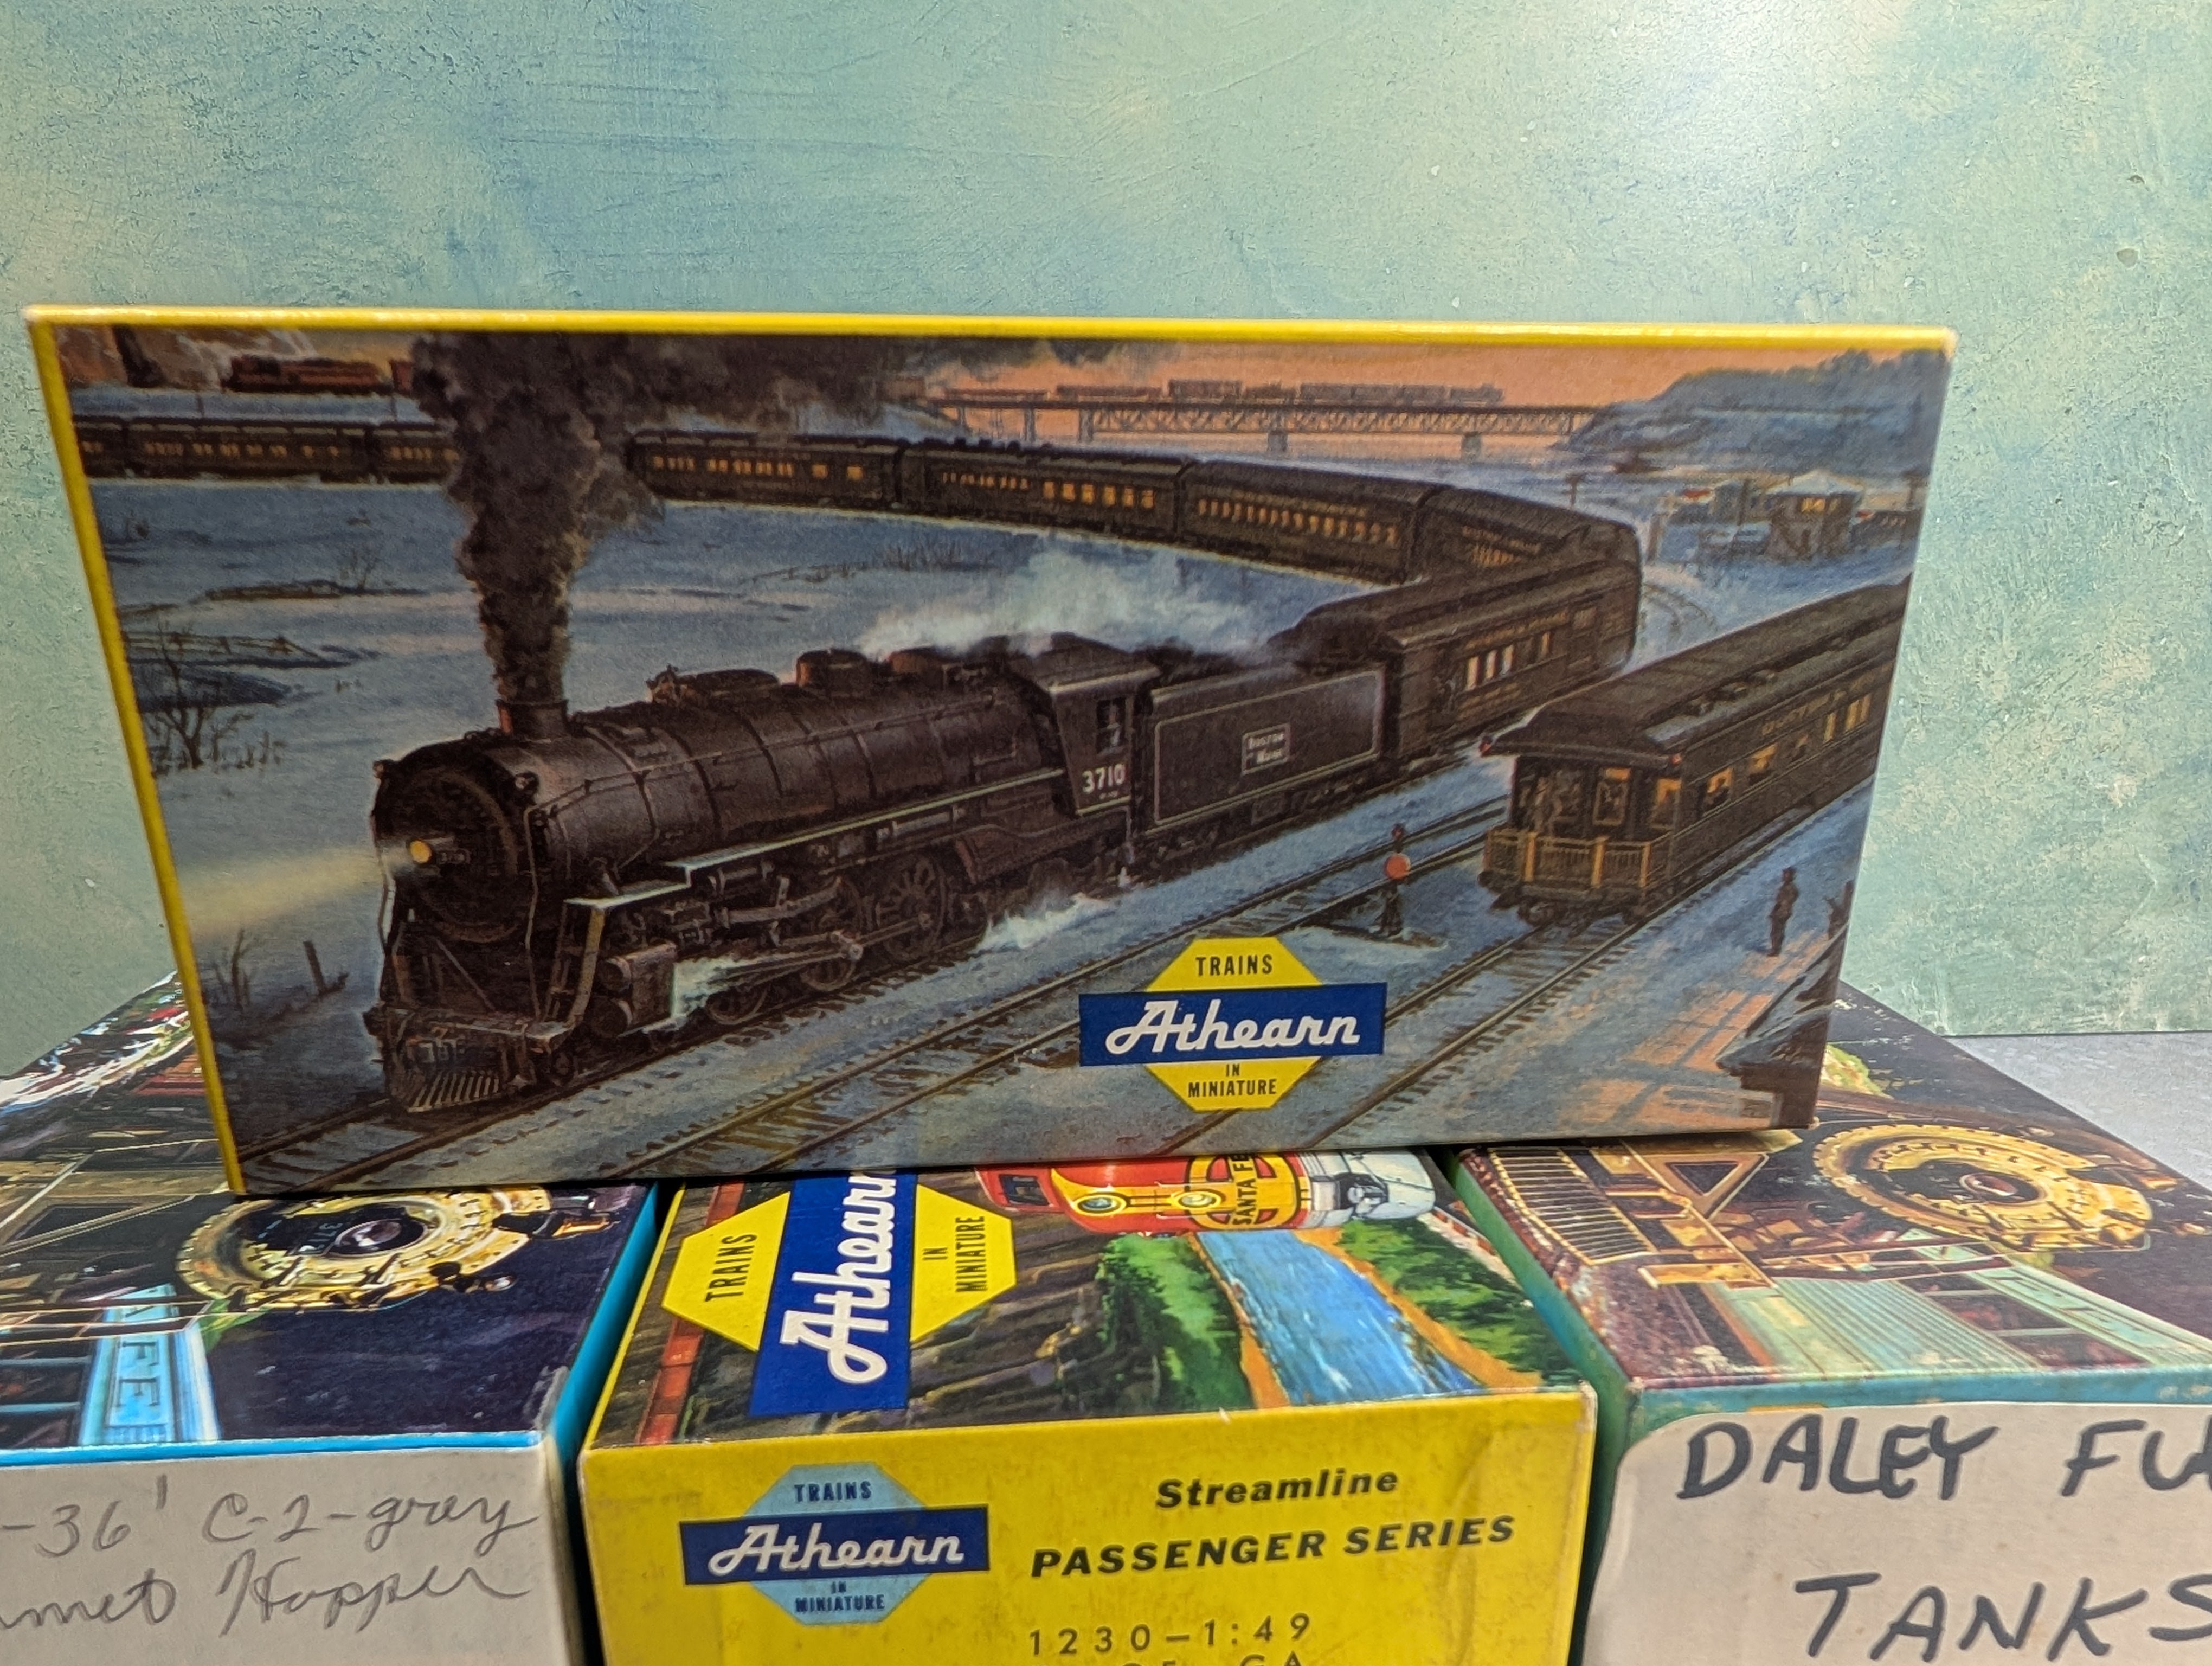 3710
BOSTON
and
Maine
TRAINS
Athearn
IN
MINIATURE
TRAINS
Athearn
IN
MINIATURE
SANTA FE
-36' C-2-grey
Hopper
TRAINS
Athearn
IN
MINIATURE
Streamline
PASSENGER SERIES
1230-1:49
DALEY
TANKS